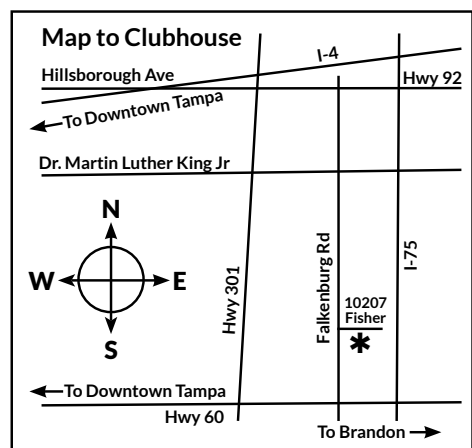 Map to Clubhouse
I-4
Hillsborough Ave
Hwy 92
To Downtown Tampa
Dr. Martin Luther King Jr
N
W
E
S
Hwy 301
Falkenburg Rd
I-75
10207
Fisher
*
To Downtown Tampa
Hwy 60
To Brandon